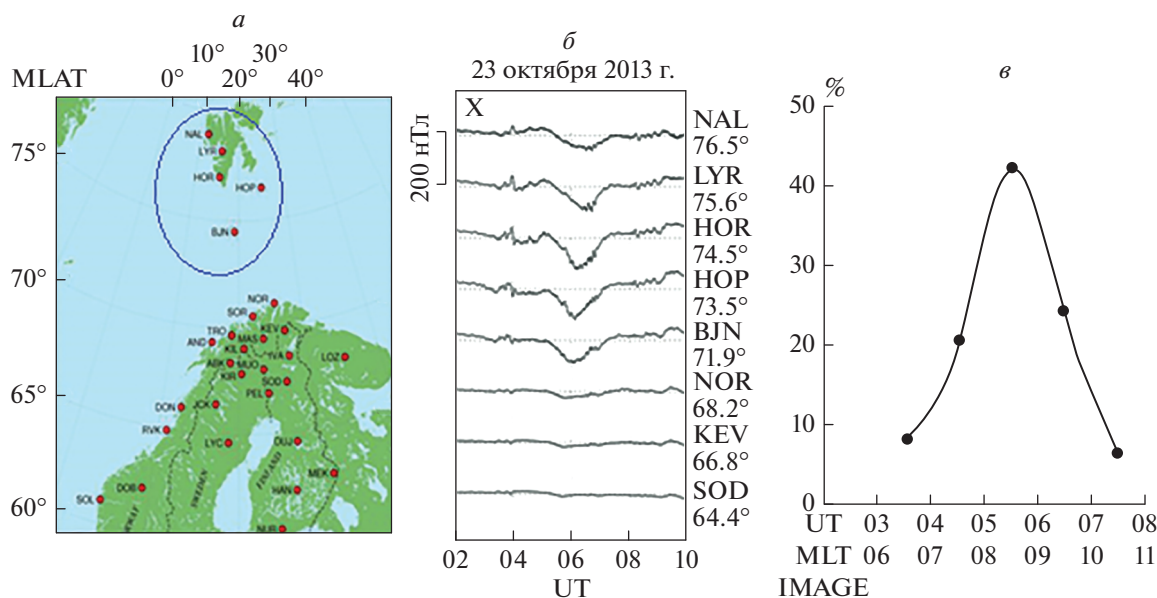 а
10° 30°
MLAT 0° 20° 40°
75°
70°
65°
60°
NAL
LYR
HOR
HOP
BJN
NOR
SOR
TRO
KEV
AND
MAS
KIL
IVA
LOZ
ABK
MUO
KIR
SOD
PEL
DON
JCK
RVK
LYC
OUJ
MEK
SWEDEN
FINLAND
DOB
HAN
SOL
NUR
б
23 октября 2013 г.
X
200 нТл
NAL
76.5°
LYR
75.6°
HOR
74.5°
HOP
73.5°
BJN
71.9°
NOR
68.2°
KEV
66.8°
SOD
64.4°
02 04 06 08 10
UT
в
%
50
40
30
20
10
0
UT 03 04 05 06 07 08
MLT 06 07 08 09 10 11
IMAGE